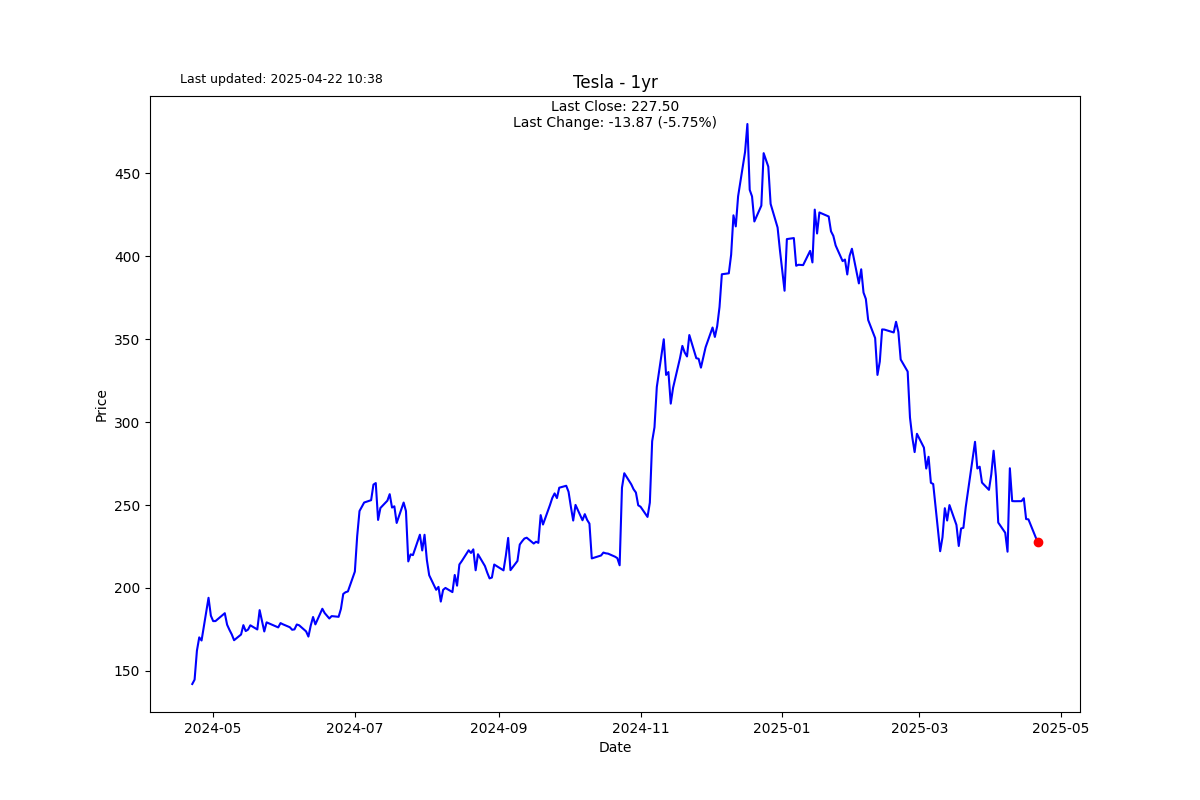 Last updated: 2025-04-22 10:38
Tesla - 1yr
Last Close: 227.50
Last Change: -13.87 (-5.75%)
450
400
350
300
250
200
150
Price
2024-05
2024-07
2024-09
2024-11
2025-01
2025-03
2025-05
Date